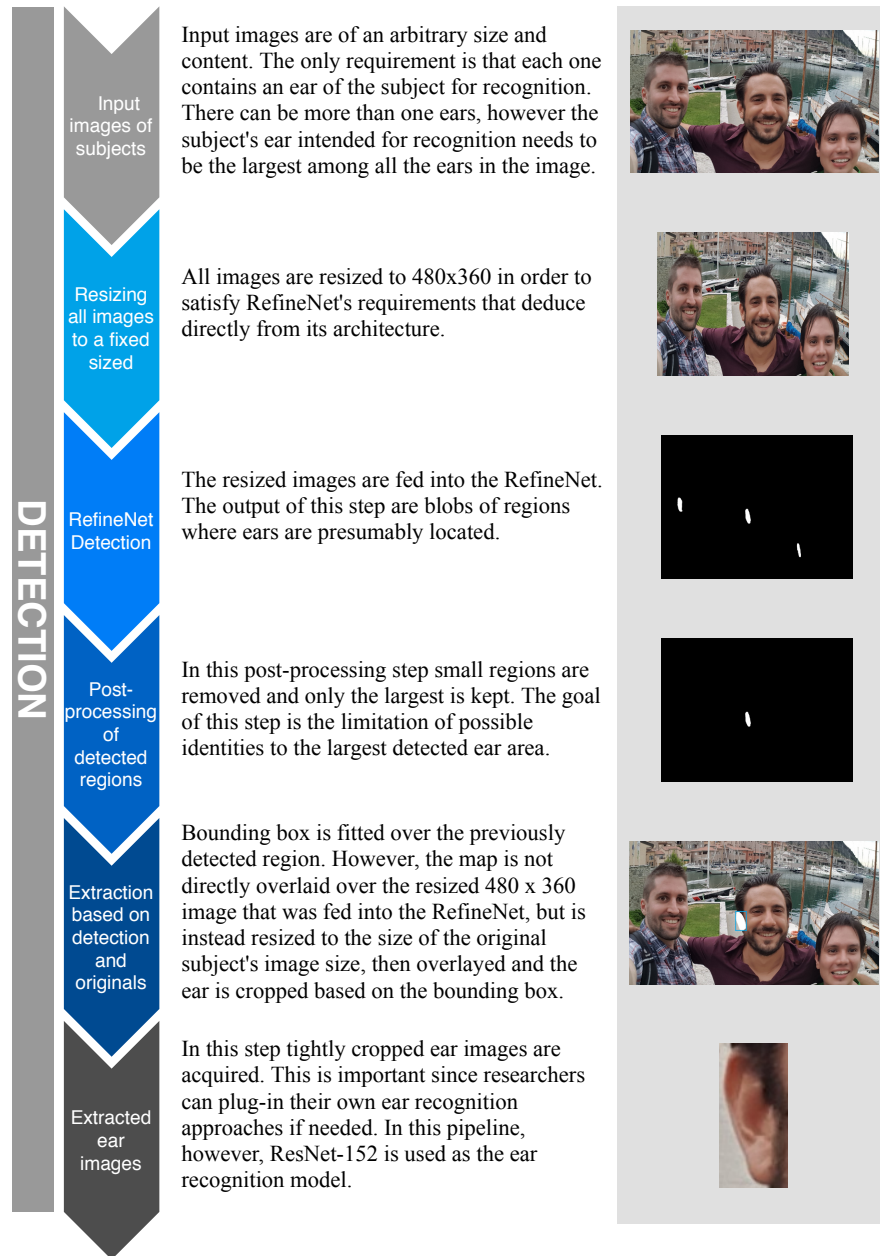 DETECTION
Input
images of
subjects
Input images are of an arbitrary size and
content. The only requirement is that each one
contains an ear of the subject for recognition.
There can be more than one ears, however the
subject's ear intended for recognition needs to
be the largest among all the ears in the image.
Resizing
all images
to a fixed
sized
All images are resized to 480x360 in order to
satisfy RefineNet's requirements that deduce
directly from its architecture.
RefineNet
Detection
The resized images are fed into the RefineNet.
The output of this step are blobs of regions
where ears are presumably located.
Post-
processing
of
detected
regions
In this post-processing step small regions are
removed and only the largest is kept. The goal
of this step is the limitation of possible
identities to the largest detected ear area.
Extraction
based on
detection
and
originals
Bounding box is fitted over the previously
detected region. However, the map is not
directly overlaid over the resized 480 x 360
image that was fed into the RefineNet, but is
instead resized to the size of the original
subject's image size, then overlayed and the
ear is cropped based on the bounding box.
Extracted
ear
images
In this step tightly cropped ear images are
acquired. This is important since researchers
can plug-in their own ear recognition
approaches if needed. In this pipeline,
however, ResNet-152 is used as the ear
recognition model.